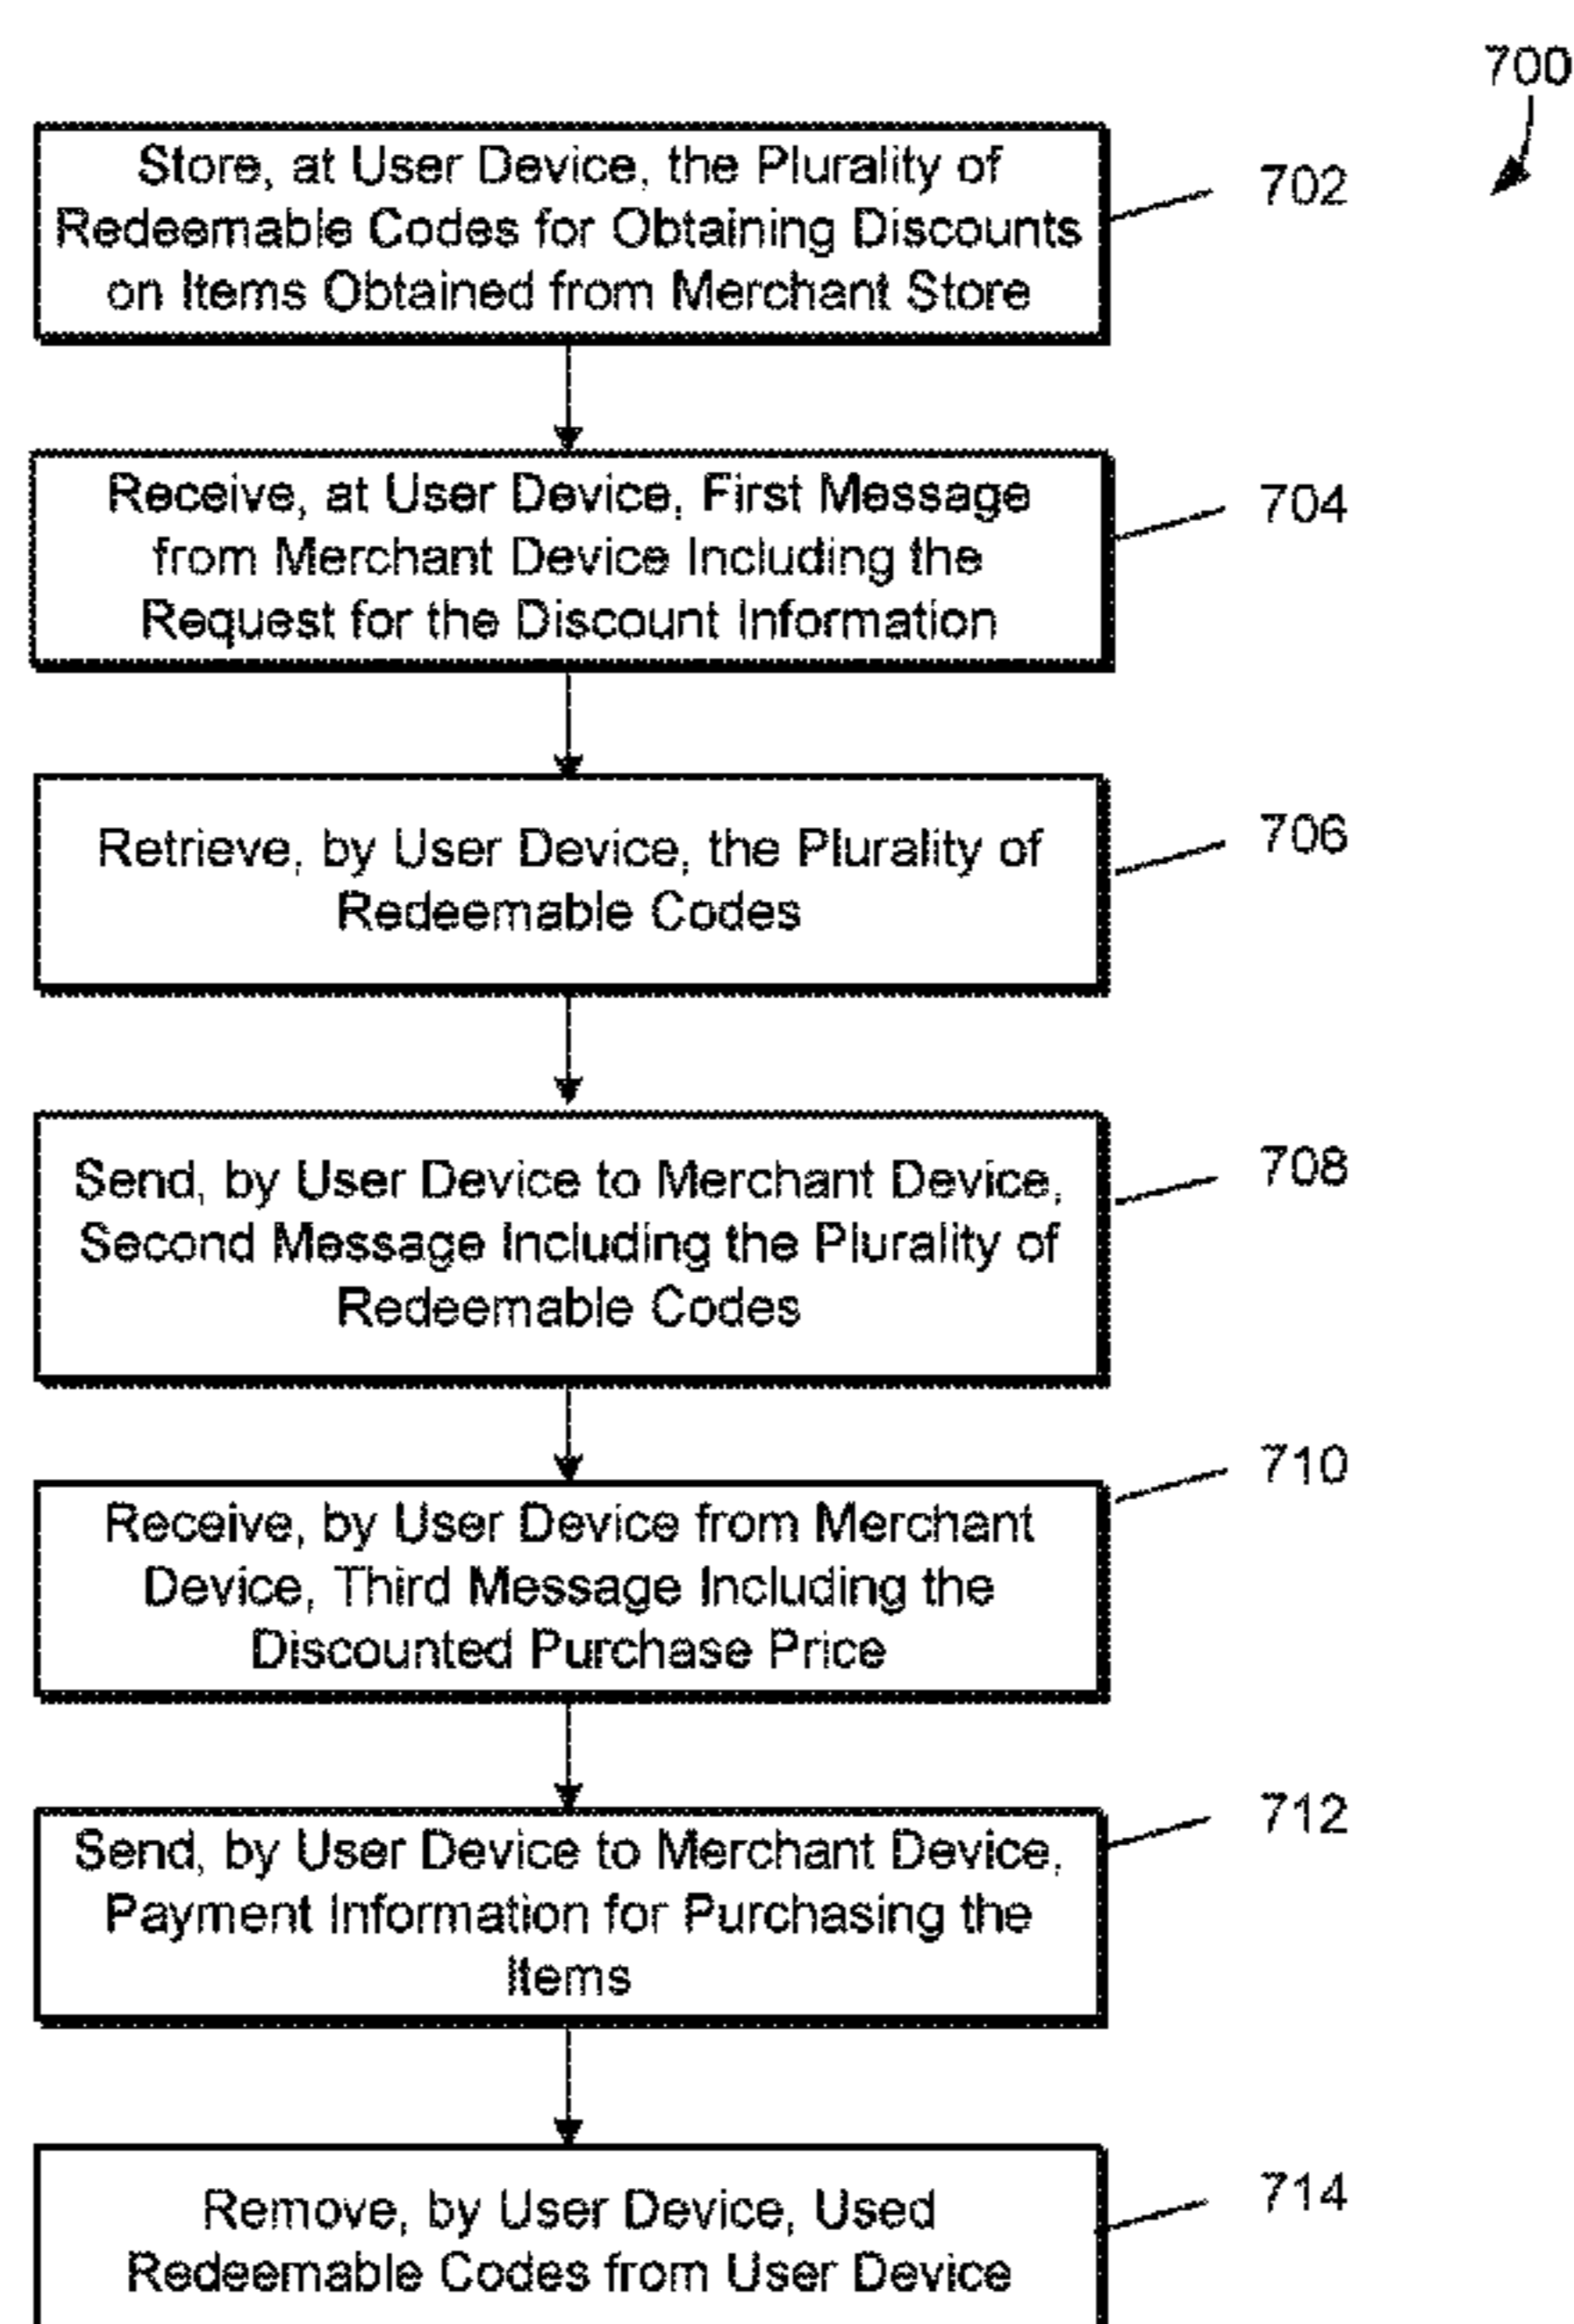 700
Store, at User Device, the Plurality of
Redeemable Codes for Obtaining Discounts
on Items Obtained from Merchant Store
702
Receive, at User Device, First Message
from Merchant Device Including the
Request for the Discount Information
704
Retrieve, by User Device, the Plurality of
Redeemable Codes
706
Send, by User Device to Merchant Device,
Second Message Including the Plurality of
Redeemable Codes
708
Receive, by User Device from Merchant
Device, Third Message Including the
Discounted Purchase Price
710
Send, by User Device to Merchant Device,
Payment Information for Purchasing the
Items
712
Remove, by User Device, Used
Redeemable Codes from User Device
714